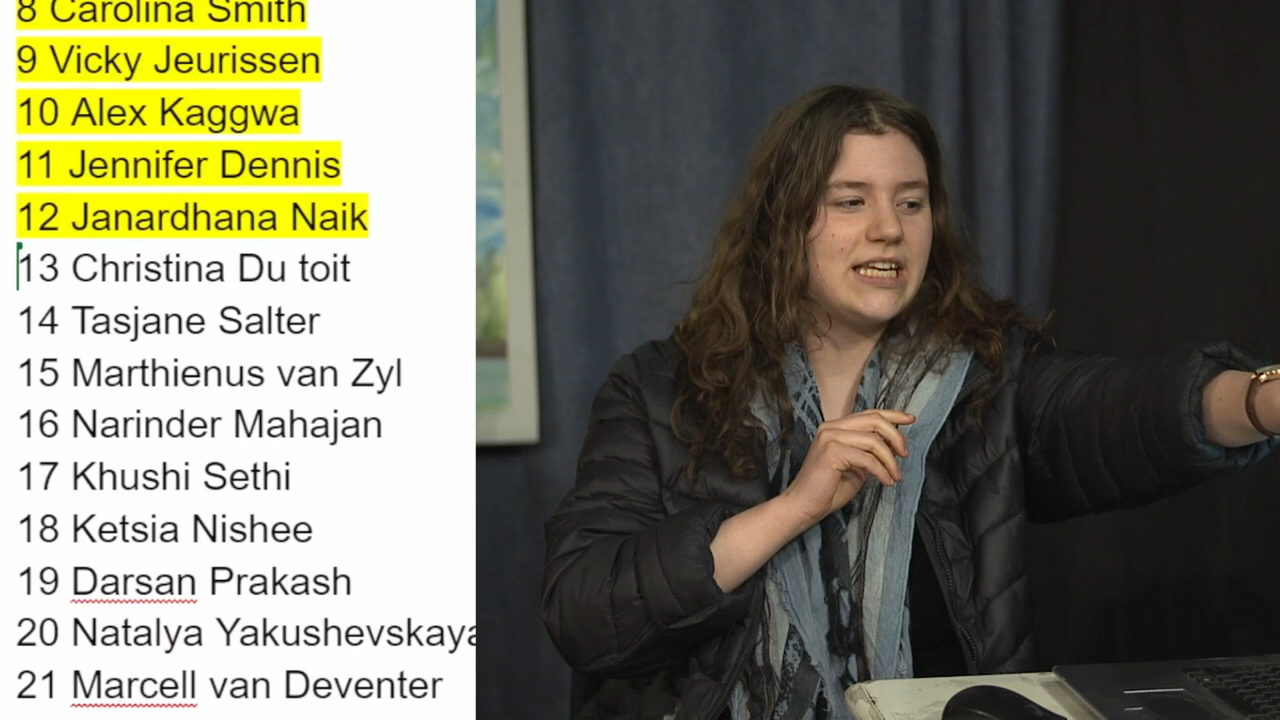 8 Carolina Smith
9 Vicky Jeurissen
10 Alex Kaggwa
11 Jennifer Dennis
12 Janardhana Naik
13 Christina Du toit
14 Tasjane Salter
15 Marthienus van Zyl
16 Narinder Mahajan
17 Khushi Sethi
18 Ketsia Nishee
19 Darsan Prakash
20 Natalya Yakushevskaya
21 Marcell van Deventer